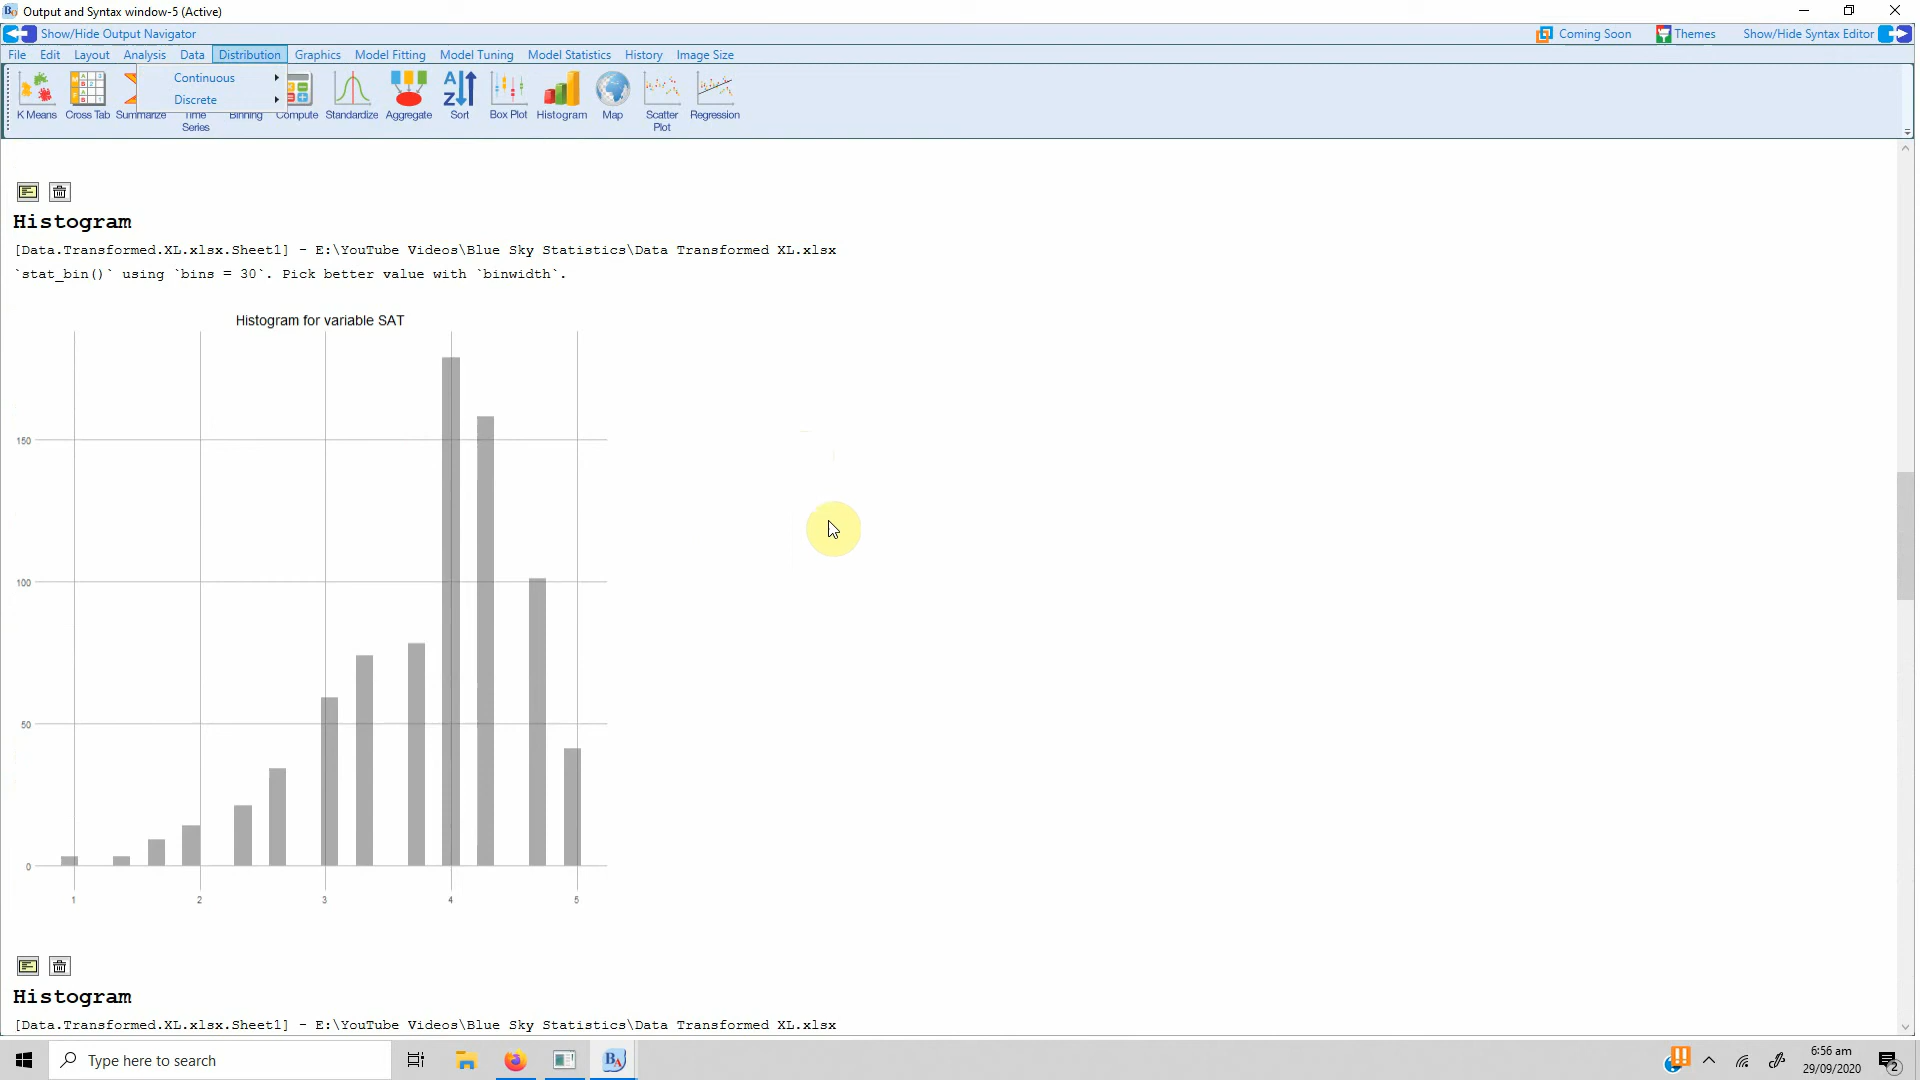 Output and Syntax window-5 (Active)
Show/Hide Output Navigator
Coming Soon
Themes
Show/Hide Syntax Editor
File Edit Layout Analysis Data Distribution Graphics Model Fitting Model Tuning Model Statistics History Image Size
Continuous
Discrete
K Means Cross Tab Summarize Time Series Binning Compute Standardize Aggregate Sort Box Plot Histogram Map Scatter Plot Regression
Histogram
[Data.Transformed.XL.xlsx.Sheet1] - E:\YouTube Videos\Blue Sky Statistics\Data Transformed XL.xlsx
`stat_bin()` using `bins = 30`. Pick better value with `binwidth`.
Histogram for variable SAT
150
100
50
0
1 2 3 4 5
Histogram
[Data.Transformed.XL.xlsx.Sheet1] - E:\YouTube Videos\Blue Sky Statistics\Data Transformed XL.xlsx
Type here to search
6:56 am
29/09/2020
2